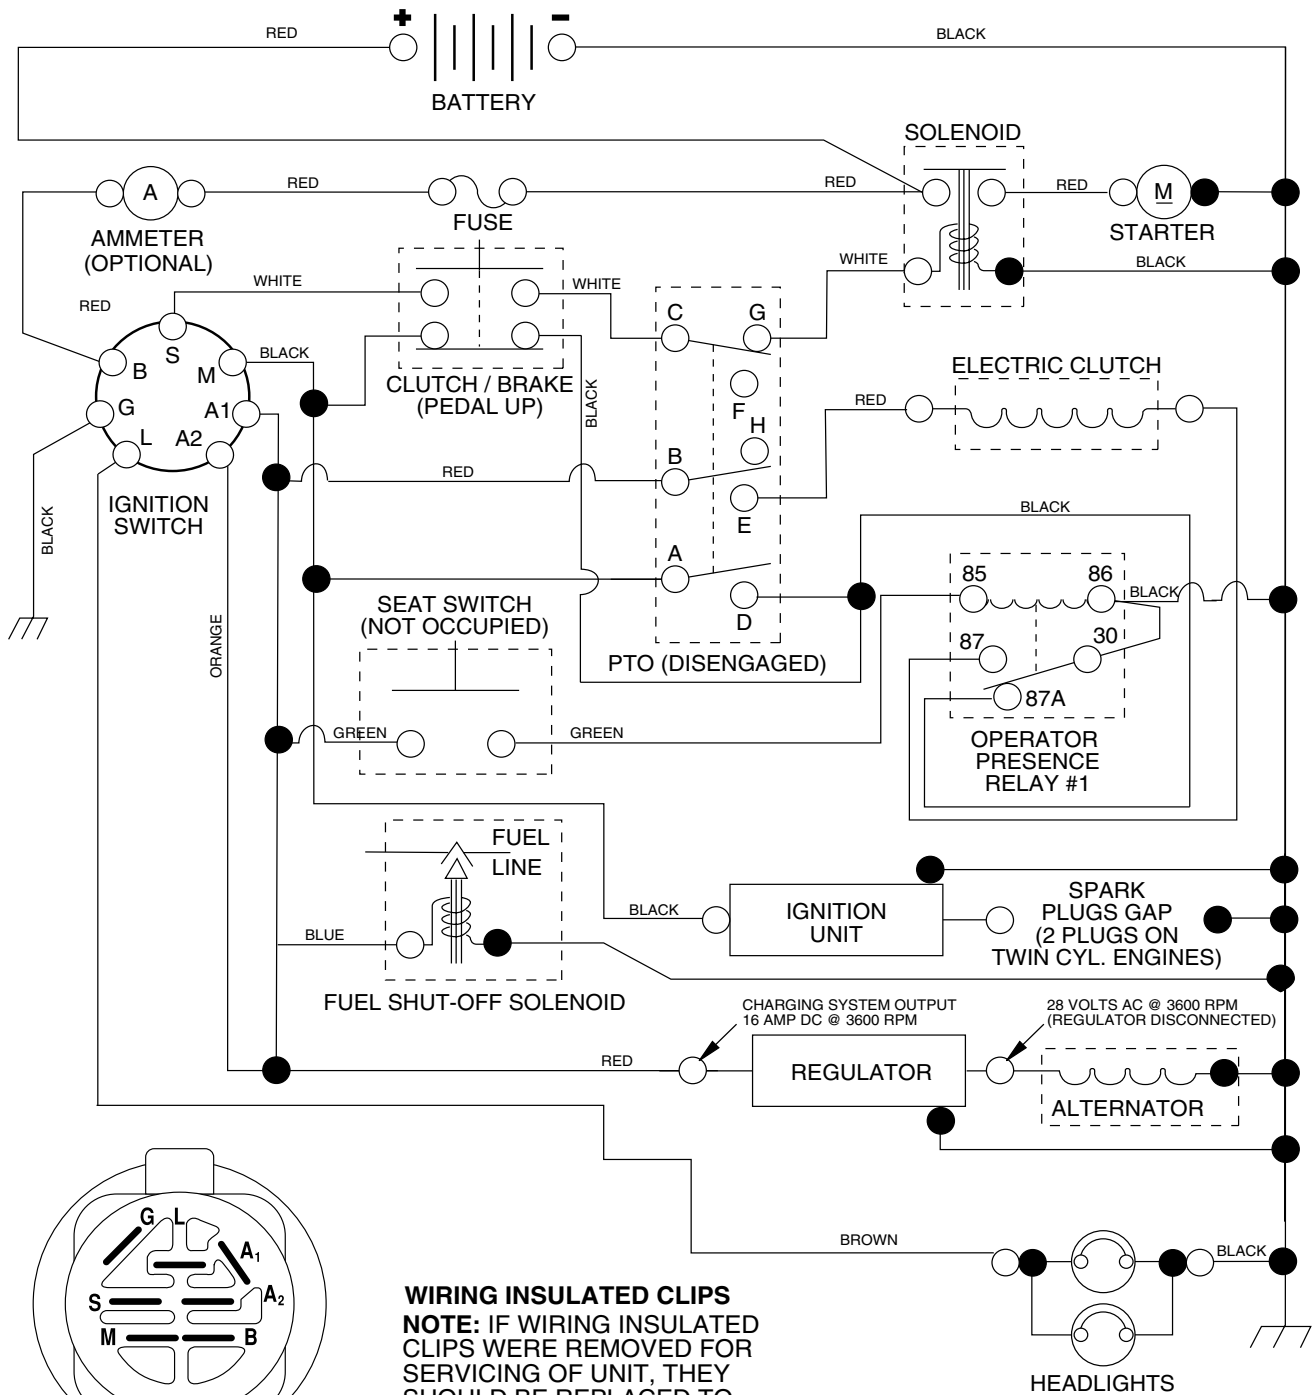 + -
RED
BLACK
BATTERY
SOLENOID
A
RED
RED
RED
M
FUSE
AMMETER
(OPTIONAL)
STARTER
WHITE
BLACK
WHITE
WHITE
RED
C G
S
B
M
BLACK
CLUTCH / BRAKE
(PEDAL UP)
ELECTRIC CLUTCH
F
RED
G
A1
BLACK
H
L
A2
B
RED
IGNITION
SWITCH
E
BLACK
BLACK
A
85 86
BLACK
SEAT SWITCH
(NOT OCCUPIED)
D
ORANGE
87 30
PTO (DISENGAGED)
87A
GREEN
GREEN
OPERATOR
PRESENCE
RELAY #1
FUEL
LINE
BLACK
IGNITION
UNIT
SPARK
PLUGS GAP
(2 PLUGS ON
TWIN CYL. ENGINES)
BLUE
FUEL SHUT-OFF SOLENOID
CHARGING SYSTEM OUTPUT
16 AMP DC @ 3600 RPM
28 VOLTS AC @ 3600 RPM
(REGULATOR DISCONNECTED)
RED
REGULATOR
ALTERNATOR
G L
A1
S
A2
M
B
BROWN
BLACK
HEADLIGHTS
WIRING INSULATED CLIPS
NOTE: IF WIRING INSULATED
CLIPS WERE REMOVED FOR
SERVICING OF UNIT, THEY
SHOULD BE REPLACED TO